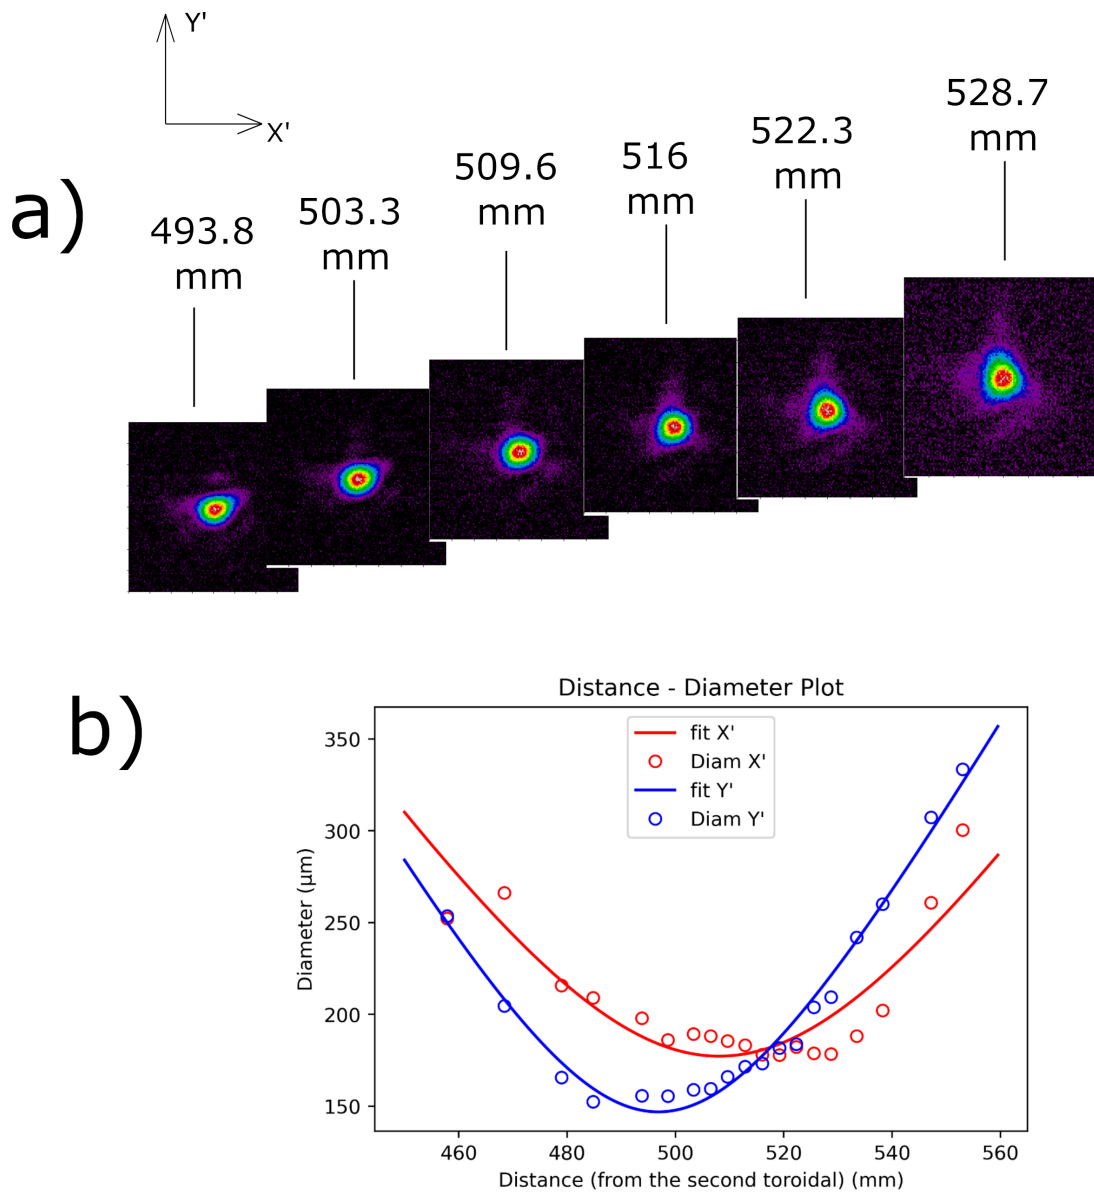 Y'
X'
a)
493.8
mm
503.3
mm
509.6
mm
516
mm
522.3
mm
528.7
mm
b)
Distance - Diameter Plot
fit X'
Diam X'
fit Y'
Diam Y'
Diameter (μm)
350
300
250
200
150
460 480 500 520 540 560
Distance (from the second toroidal) (mm)